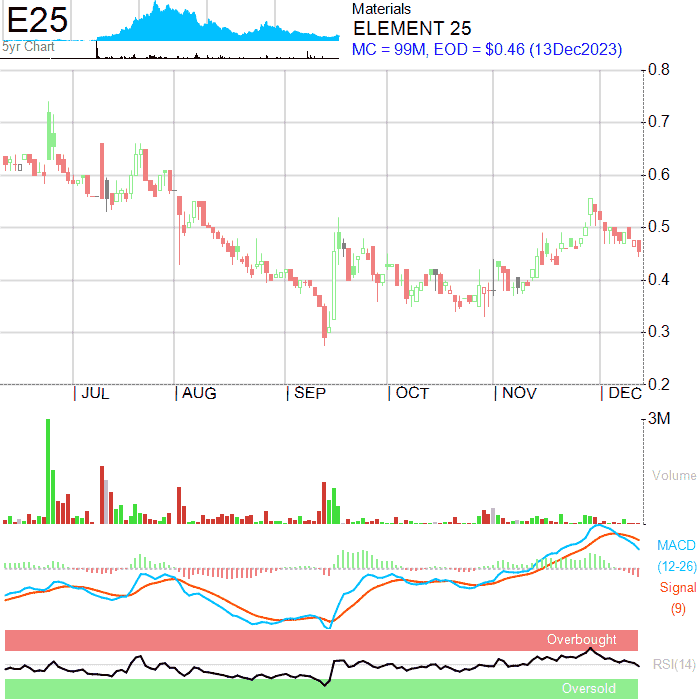 E25
5yr Chart
Materials
ELEMENT 25
MC = 99M, EOD = $0.46 (13Dec2023)
0.8
0.7
0.6
0.5
0.4
0.3
0.2
JUL
AUG
SEP
OCT
NOV
DEC
3M
Volume
MACD
(12-26)
Signal
(9)
Overbought
RSI(14)
Oversold